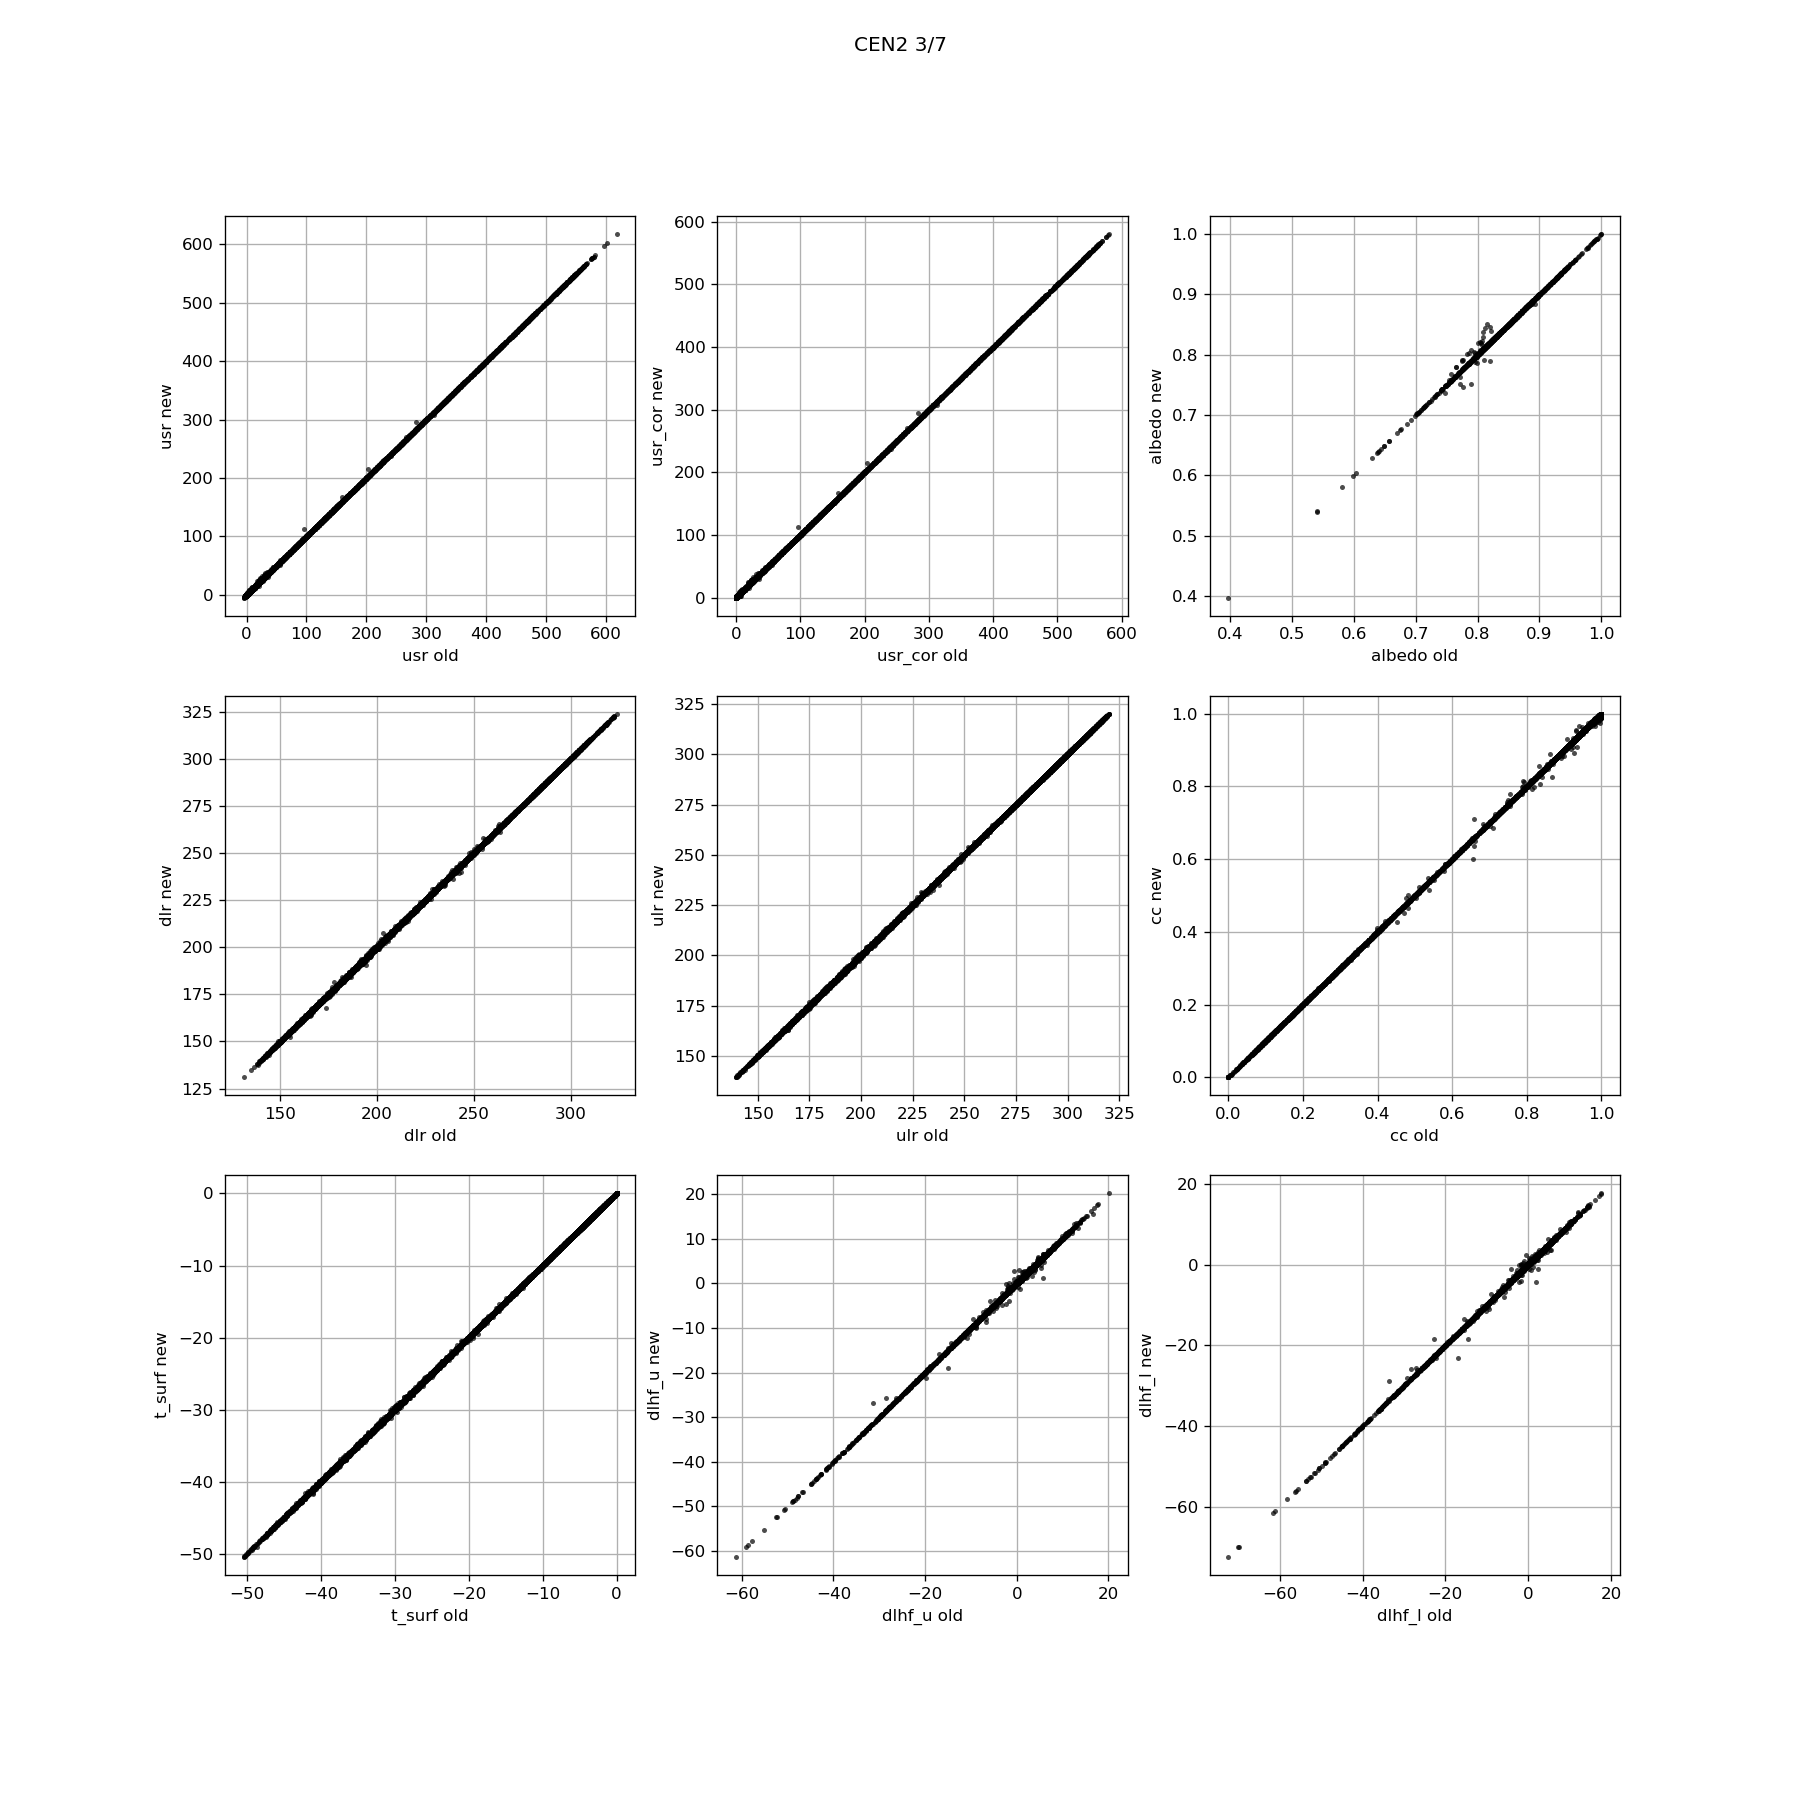 CEN2 3/7
usr new
600
500
400
300
200
100
0
0 100 200 300 400 500 600
usr old
usr_cor new
600
500
400
300
200
100
0
0 100 200 300 400 500 600
usr_cor old
albedo new
1.0
0.9
0.8
0.7
0.6
0.5
0.4
0.4 0.5 0.6 0.7 0.8 0.9 1.0
albedo old
dlr new
325
300
275
250
225
200
175
150
125
150 200 250 300
dlr old
ulr new
325
300
275
250
225
200
175
150
150 175 200 225 250 275 300 325
ulr old
cc new
1.0
0.8
0.6
0.4
0.2
0.0
0.0 0.2 0.4 0.6 0.8 1.0
cc old
t_surf new
0
−10
−20
−30
−40
−50
−50 −40 −30 −20 −10 0
t_surf old
dlhf_u new
20
10
0
−10
−20
−30
−40
−50
−60
−60 −40 −20 0 20
dlhf_u old
dlhf_l new
20
0
−20
−40
−60
−60 −40 −20 0 20
dlhf_l old